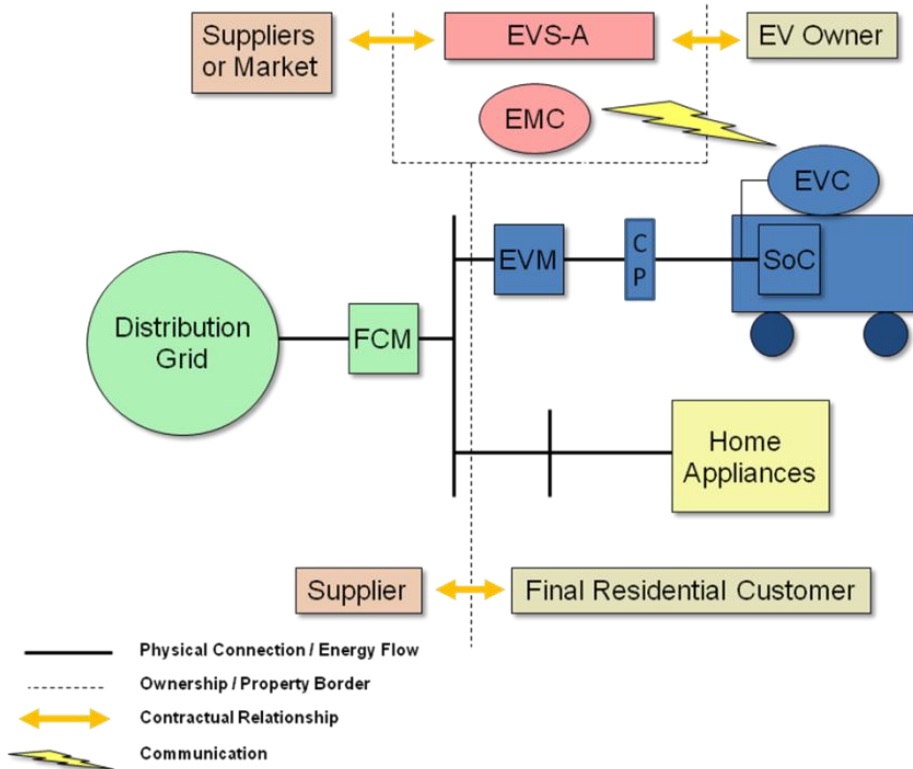 Suppliers
or Market
EVS-A
EV Owner
EMC
EVC
EVM
C
P
SoC
Distribution
Grid
FCM
Home
Appliances
Supplier
Final Residential Customer
Physical Connection / Energy Flow
Ownership / Property Border
Contractual Relationship
Communication